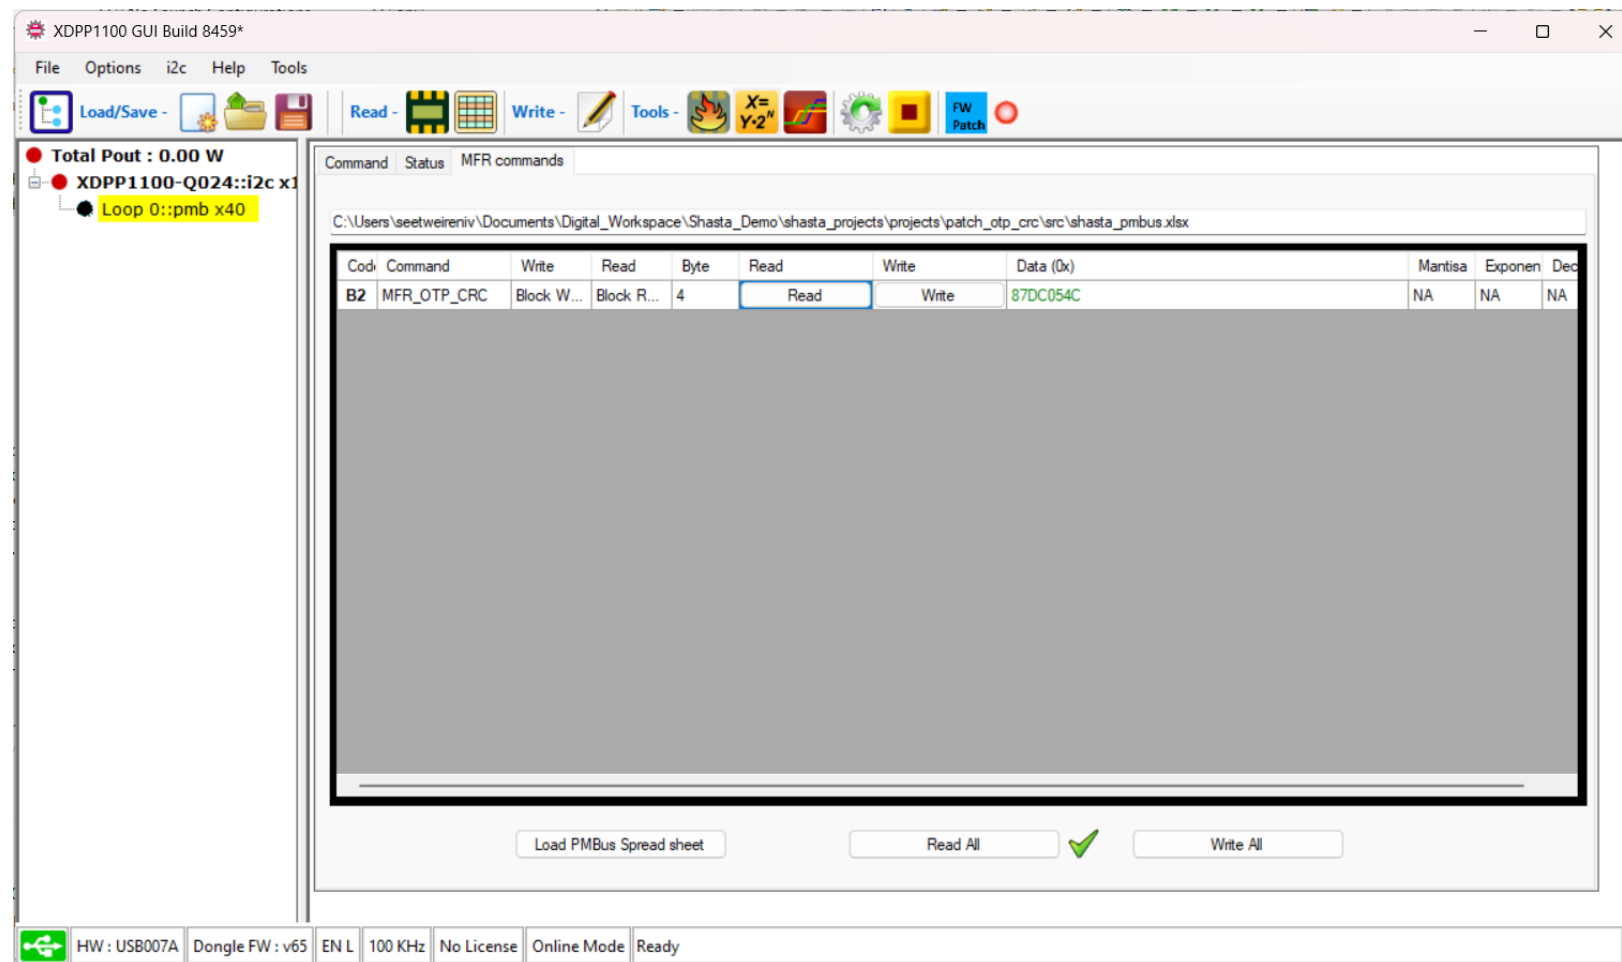 XDPP1100 GUI Build 8459*
File Options i2c Help Tools
Load/Save - Read - Write - Tools - X= Y·2ᴺ FW Patch
Total Pout : 0.00 W
XDPP1100-Q024::i2c x1
Loop 0::pmb x40
Command Status MFR commands
C:\Users\seetweireniv\Documents\Digital_Workspace\Shasta_Demo\shasta_projects\projects\patch_otp_crc\src\shasta_pmbus.xlsx
Code Command Write Read Byte Read Write Data (0x) Mantisa Exponen Dec
B2 MFR_OTP_CRC Block W... Block R... 4 Read Write 87DC054C NA NA NA
Load PMBus Spread sheet Read All Write All
HW : USB007A Dongle FW : v65 EN L 100 KHz No License Online Mode Ready